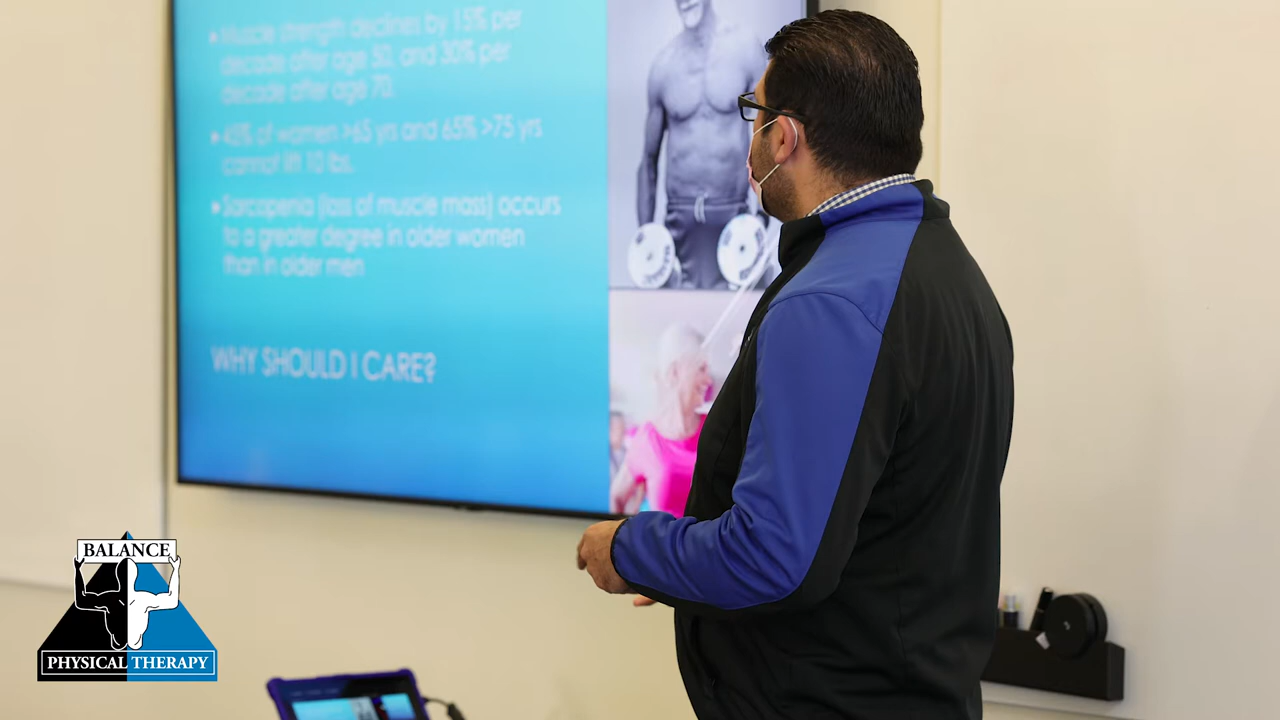 Muscle strength declines by 15% per
decade after age 50, and 30% per
decade after age 70.
45% of women >65 yrs and 65% >75 yrs
cannot lift 10 lbs.
Sarcopenia (loss of muscle mass) occurs
to a greater degree in older women
than in older men
WHY SHOULD I CARE?
BALANCE
PHYSICAL THERAPY